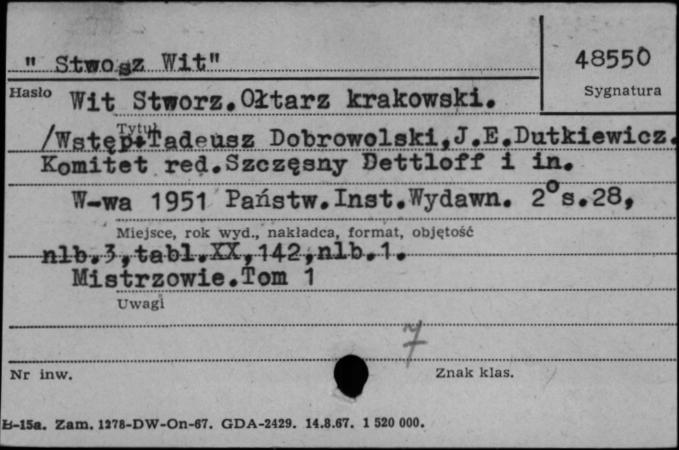 " Stwosz Wit"
48550
Hasło
Sygnatura
Wit Stworz.Ołtarz krakowski.
Tytuł
/Wstęp:Tadeusz Dobrowolski,J.E.Dutkiewicz.
Komitet red.Szczęsny Dettloff i in.
W-wa 1951 Państw.Inst.Wydawn. 2° s.28,
Miejsce, rok wyd., nakładca, format, objętość
nlb.3,tabl.XX,142,nlb.1.
Mistrzowie.Tom 1
Uwagi
7
Nr inw.
Znak klas.
B-15a. Zam. 1278-DW-On-67. GDA-2429. 14.8.67. 1 520 000.